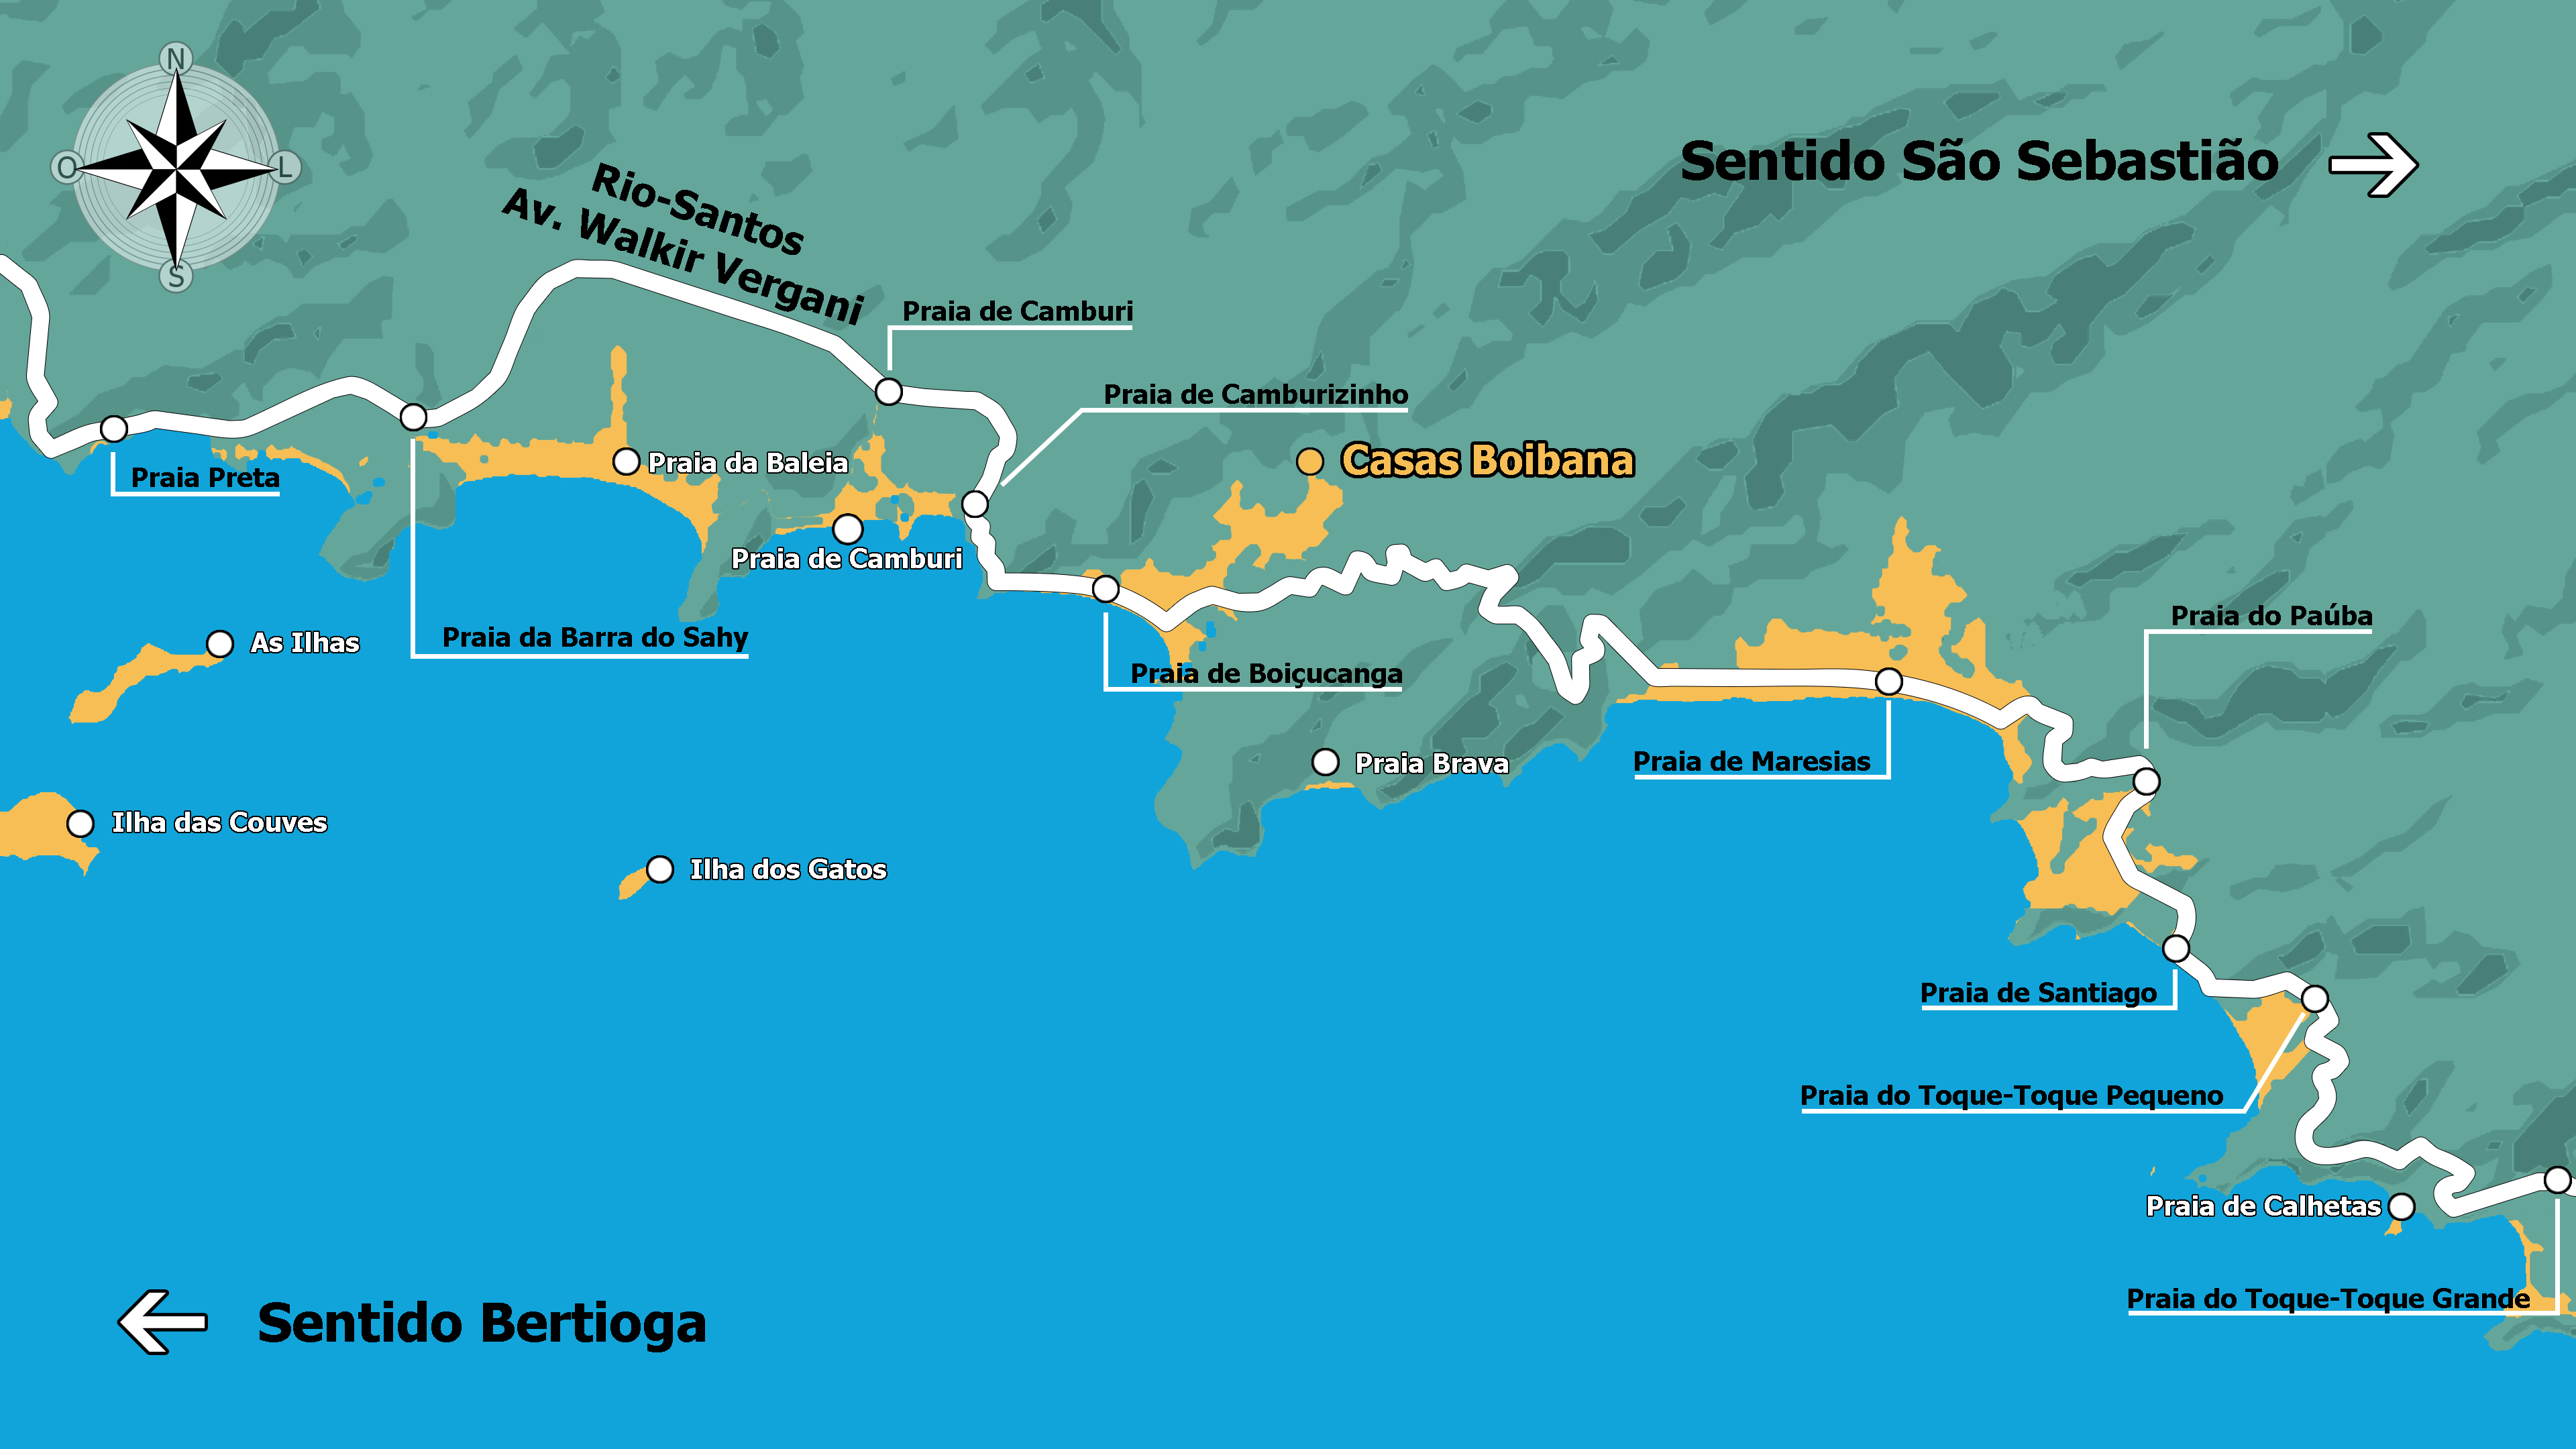 N
O
L
S
Sentido São Sebastião
Rio-Santos
Av. Walkir Vergani
Praia de Camburi
Praia de Camburizinho
Casas Boibana
Praia da Baleia
Praia Preta
Praia de Camburi
Praia do Paúba
Praia da Barra do Sahy
As Ilhas
Praia de Boiçucanga
Praia Brava
Praia de Maresias
Ilha das Couves
Ilha dos Gatos
Praia de Santiago
Praia do Toque-Toque Pequeno
Praia de Calhetas
Praia do Toque-Toque Grande
Sentido Bertioga